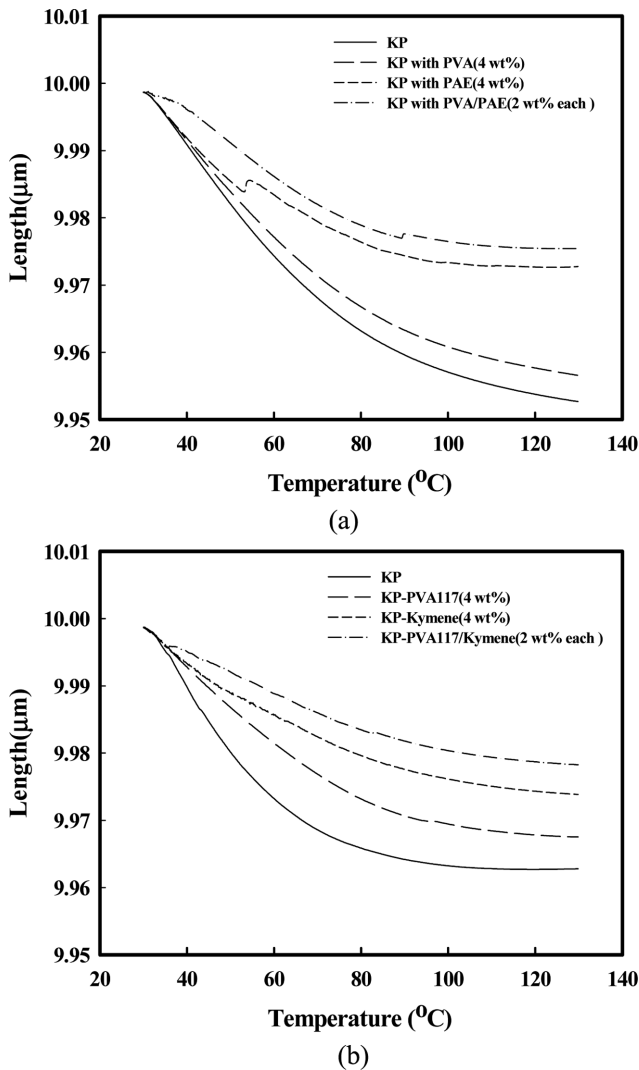 10.01
10.00
9.99
9.98
9.97
9.96
9.95
Length(μm)
KP
KP with PVA(4 wt%)
KP with PAE(4 wt%)
KP with PVA/PAE(2 wt% each )
20 40 60 80 100 120 140
Temperature (ºC)
(a)
10.01
10.00
9.99
9.98
9.97
9.96
9.95
Length(μm)
KP
KP-PVA117(4 wt%)
KP-Kymene(4 wt%)
KP-PVA117/Kymene(2 wt% each )
20 40 60 80 100 120 140
Temperature (ºC)
(b)